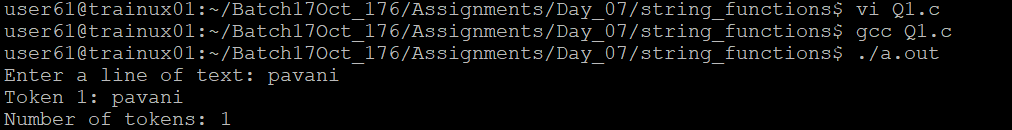 user61@trainux01:~/Batch17Oct_176/Assignments/Day_07/string_functions$ vi Q1.c
user61@trainux01:~/Batch17Oct_176/Assignments/Day_07/string_functions$ gcc Q1.c
user61@trainux01:~/Batch17Oct_176/Assignments/Day_07/string_functions$ ./a.out
Enter a line of text: pavani
Token 1: pavani
Number of tokens: 1